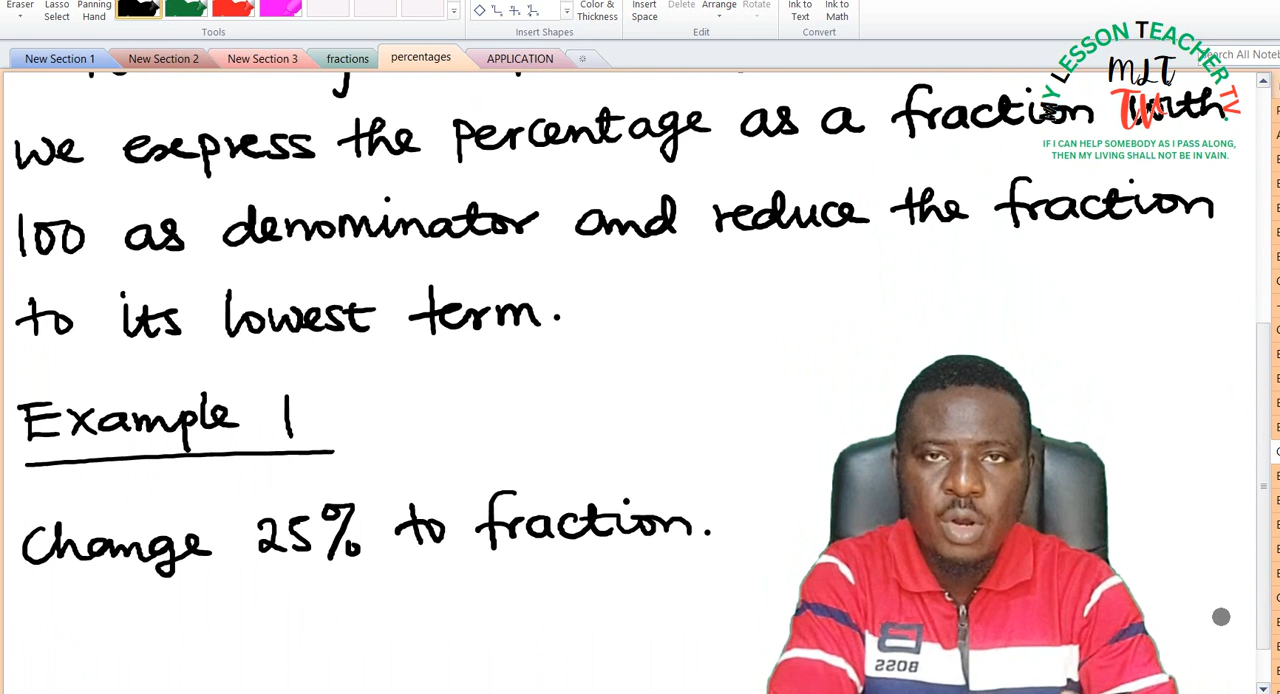 Eraser Lasso Select Panning Hand Color & Thickness Insert Space Delete Arrange Rotate Ink to Text Ink to Math
Tools Insert Shapes Edit Convert
New Section 1 New Section 2 New Section 3 fractions percentages APPLICATION
MY LESSON TEACHER TV.
MLT
TV
IF I CAN HELP SOMEBODY AS I PASS ALONG,
THEN MY LIVING SHALL NOT BE IN VAIN.
we express the percentage as a fraction with
100 as denominator and reduce the fraction
to its lowest term.
Example 1
Change 25% to fraction.
BOSS